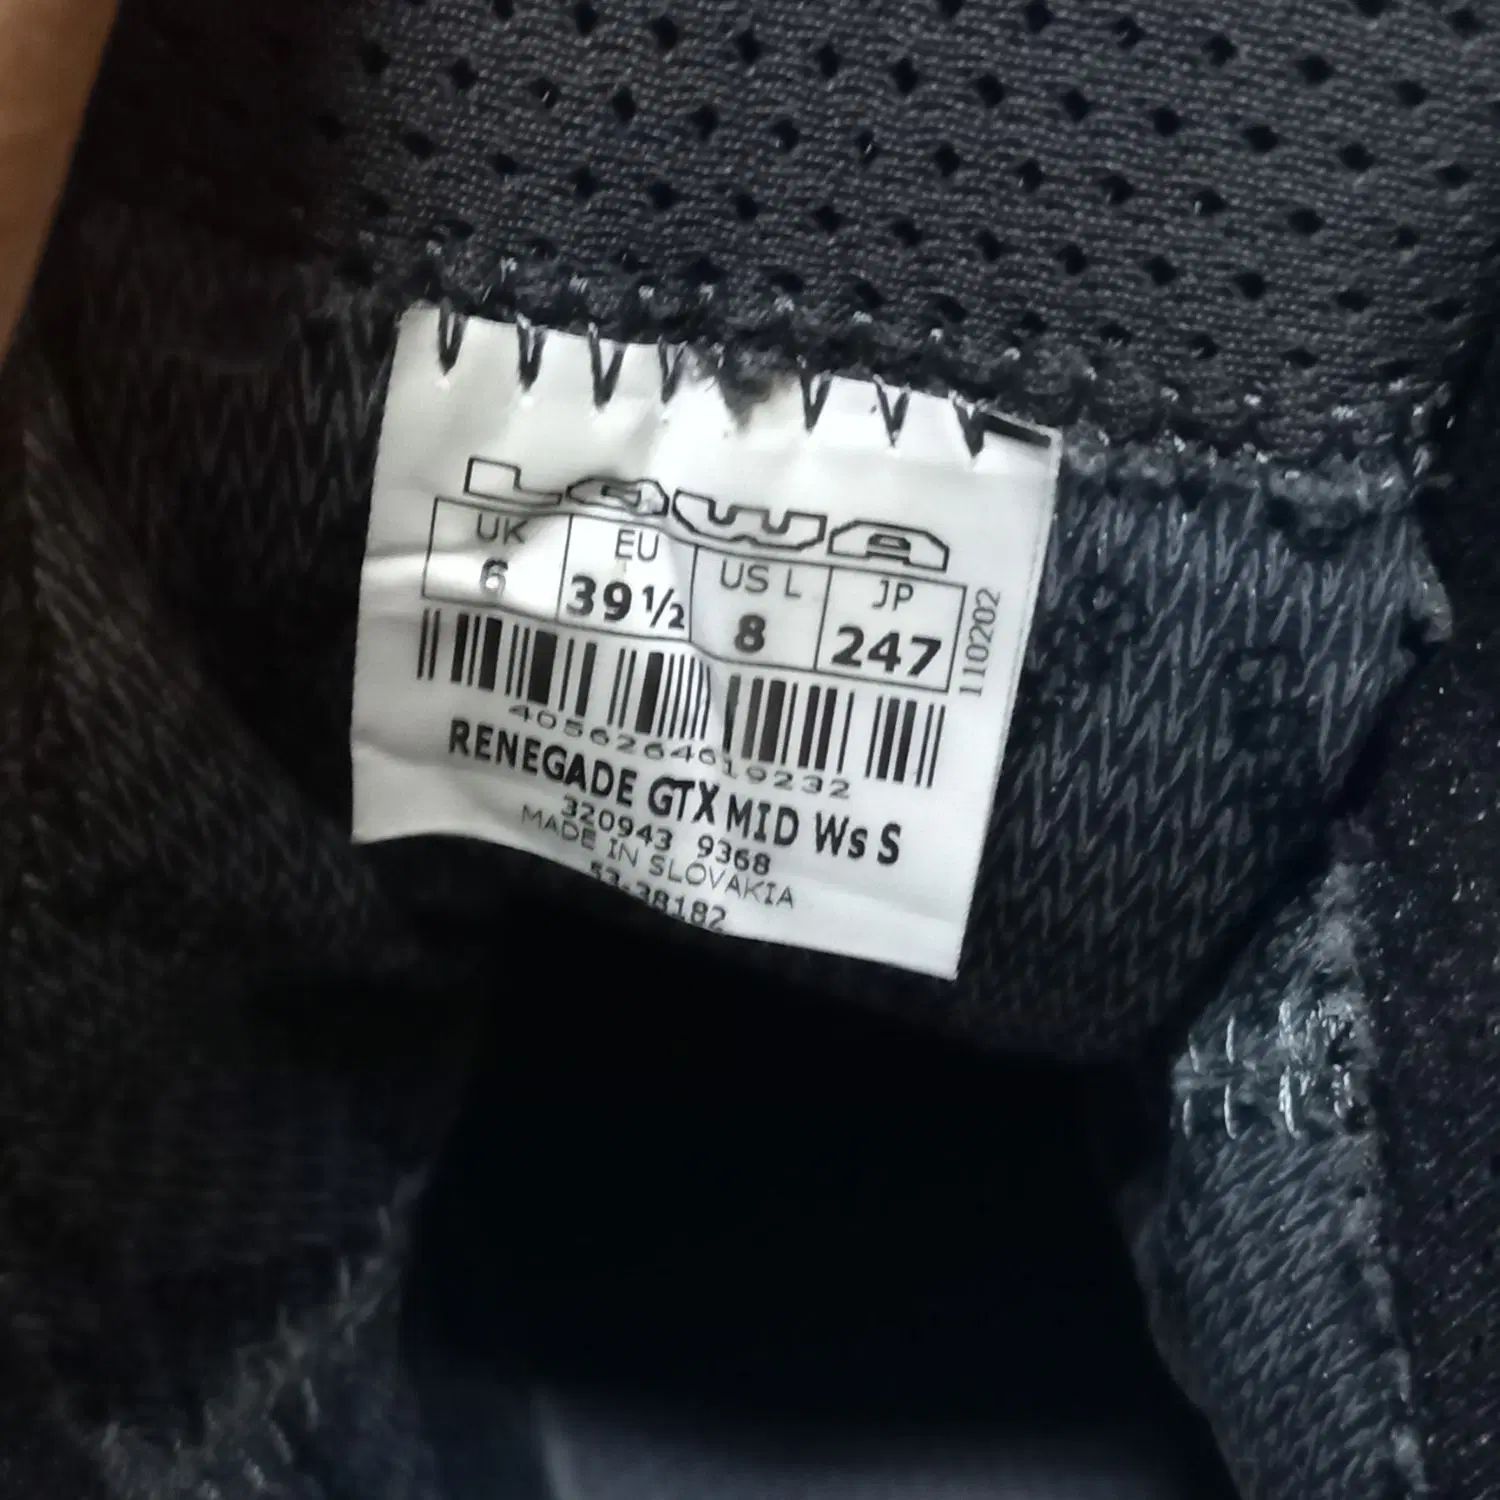 LOWA
UK EU US L JP
6 39½ 8 247
110202
4056264619232
RENEGADE GTX MID Ws S
320943 9368
MADE IN SLOVAKIA
53-38182